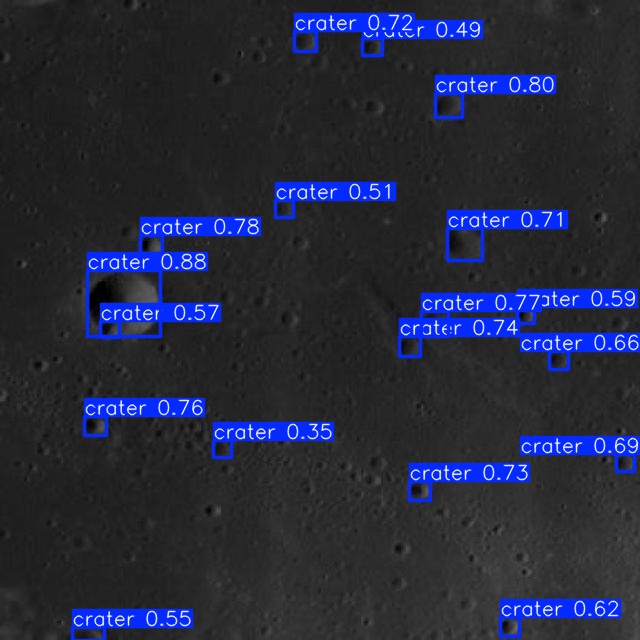 crater 0.72
crater 0.49
crater 0.80
crater 0.51
crater 0.71
crater 0.78
crater 0.88
crater 0.77
ater 0.59
crater 0.57
crater 0.74
crater 0.66
crater 0.76
crater 0.35
crater 0.69
crater 0.73
crater 0.62
crater 0.55